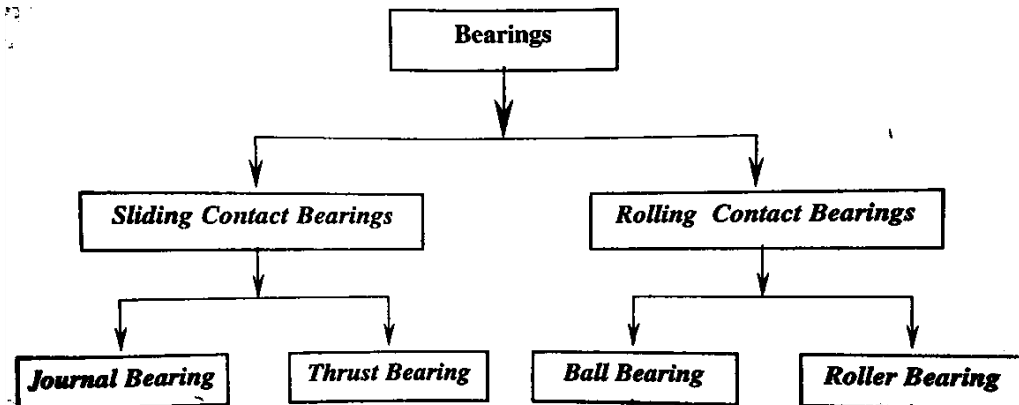 Bearings
Sliding Contact Bearings
Rolling Contact Bearings
Journal Bearing
Thrust Bearing
Ball Bearing
Roller Bearing